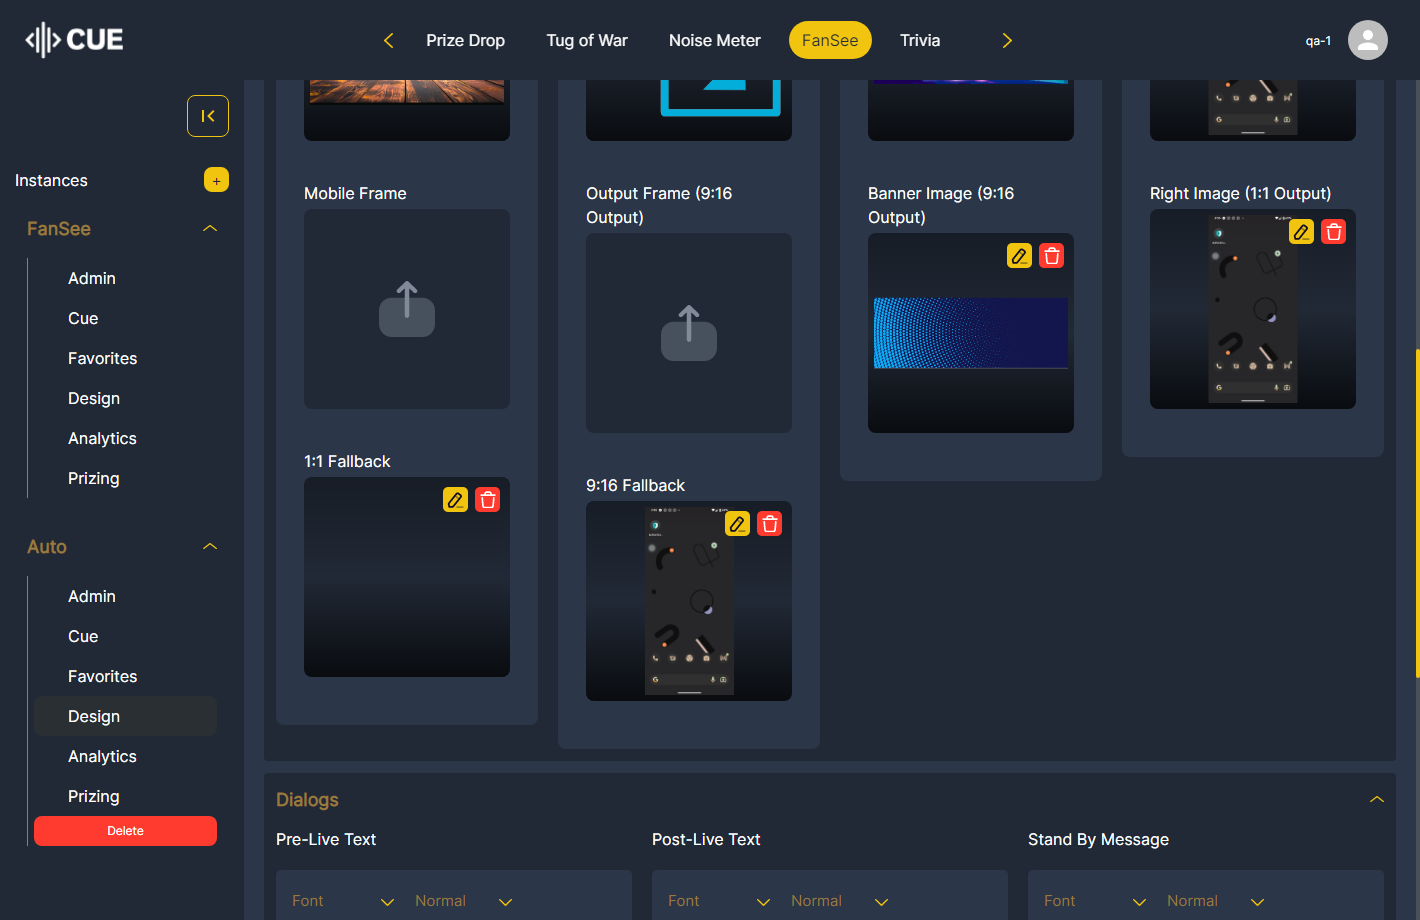 CUE
Prize Drop
Tug of War
Noise Meter
FanSee
Trivia
qa-1
Instances
+
FanSee
Admin
Cue
Favorites
Design
Analytics
Prizing
Auto
Admin
Cue
Favorites
Design
Analytics
Prizing
Delete
Mobile Frame
Output Frame (9:16
Output)
Banner Image (9:16
Output)
Right Image (1:1 Output)
1:1 Fallback
9:16 Fallback
Dialogs
Pre-Live Text
Post-Live Text
Stand By Message
Font
Normal
Font
Normal
Font
Normal